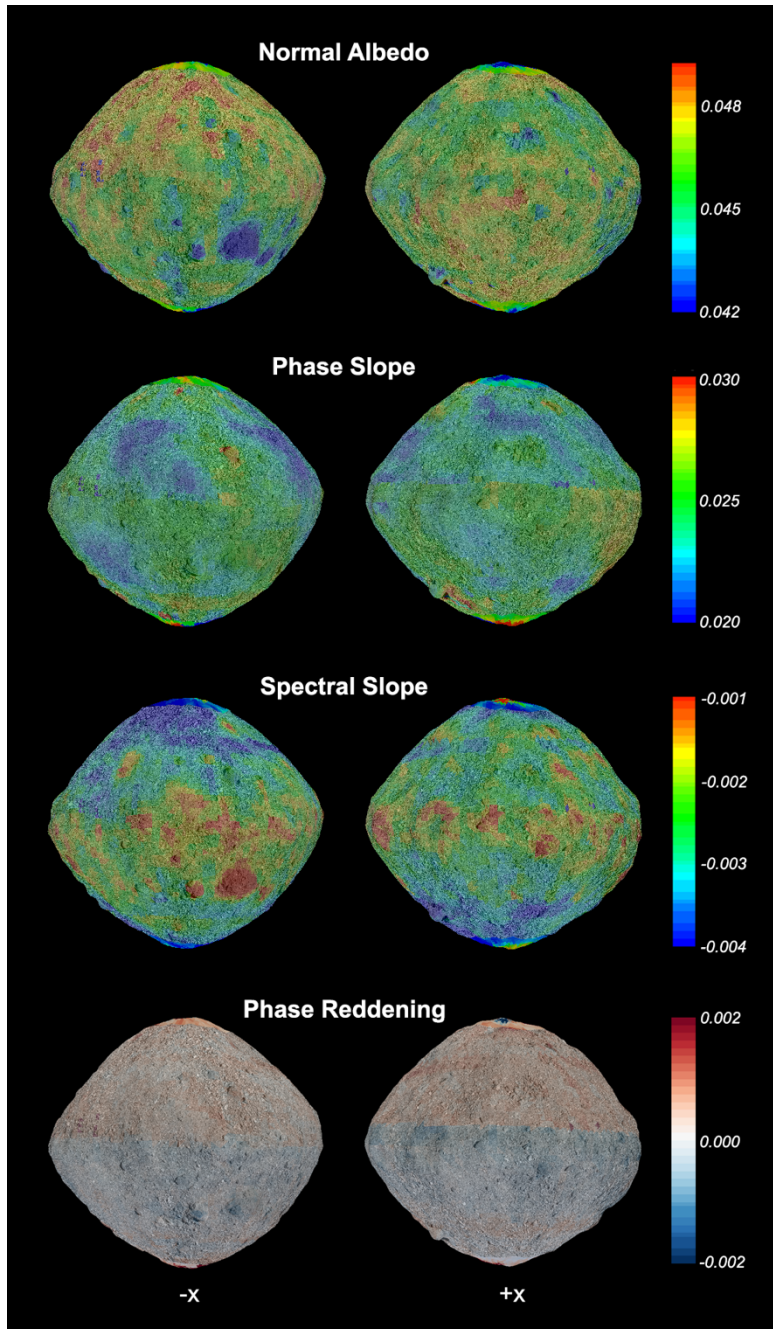 Normal Albedo
0.048
0.045
0.042
Phase Slope
0.030
0.025
0.020
Spectral Slope
-0.001
-0.002
-0.003
-0.004
Phase Reddening
0.002
0.000
-0.002
-x
+x